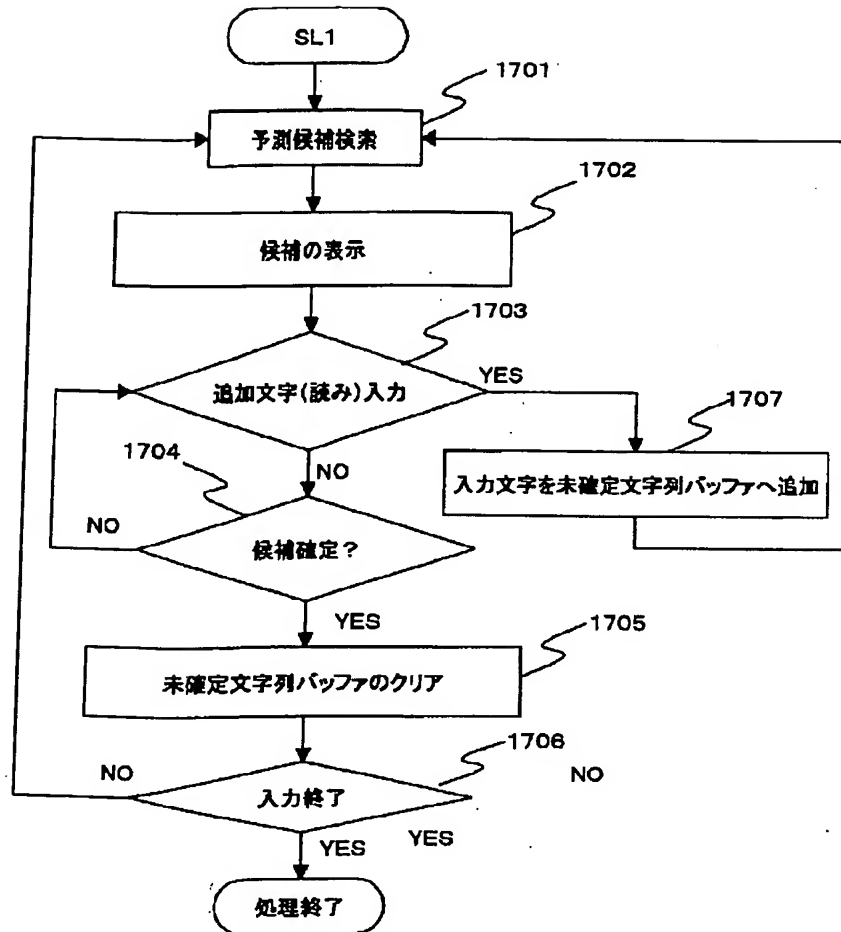 SL1
1701
予測候補検索
1702
候補の表示
1703
追加文字(読み)入力
YES
1707
1704
NO
入力文字を未確定文字列バッファへ追加
NO
候補確定?
YES
1705
未確定文字列バッファのクリア
1706
NO
NO
入力終了
YES
YES
処理終了